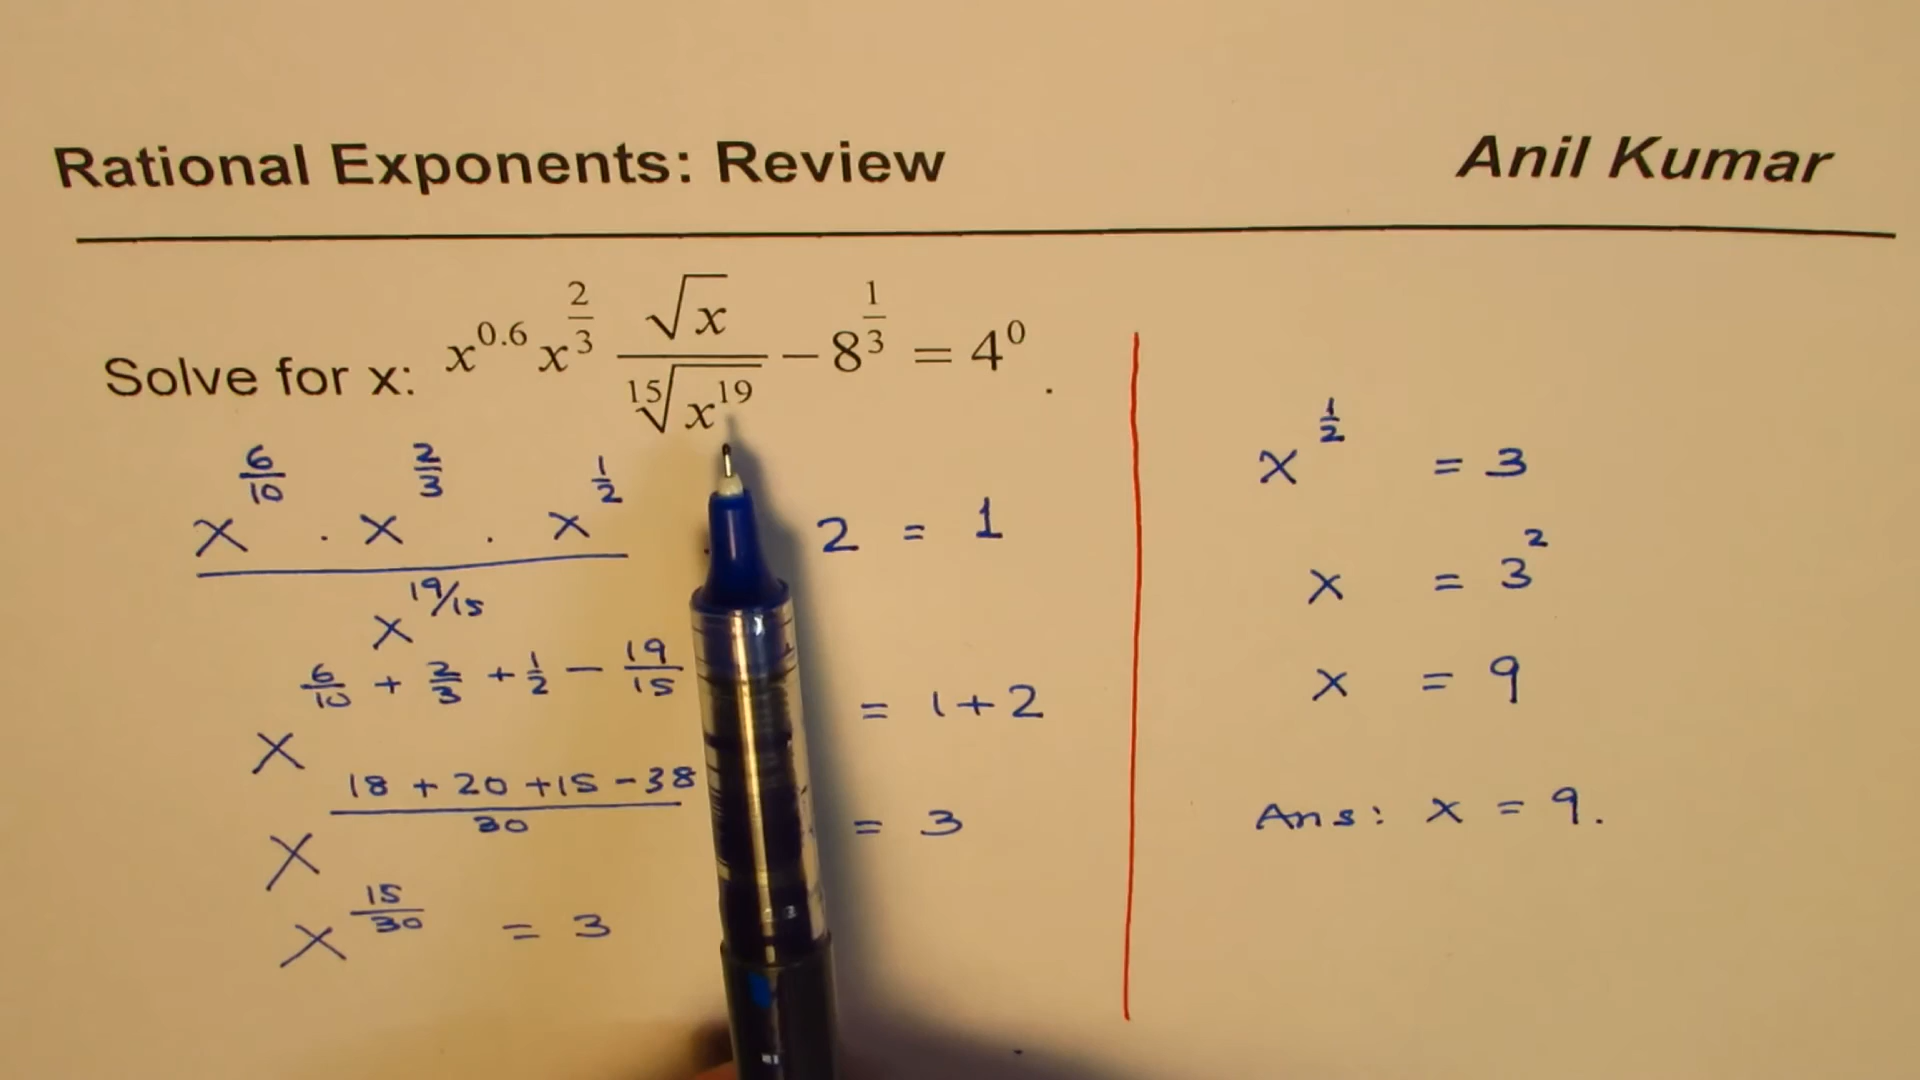 Rational Exponents: Review
Anil Kumar
Solve for x: x^0.6 x^(2/3) √x / ¹⁵√(x^19) − 8^(1/3) = 4^0 .
x^(6/10) . x^(2/3) . x^(1/2) / x^(19/15) 2 = 1
x^(6/10 + 2/3 + 1/2 − 19/15) = 1+2
x^((18 + 20 + 15 − 38)/30) = 3
x^(15/30) = 3
x^(1/2) = 3
x = 3^2
x = 9
Ans: x = 9.